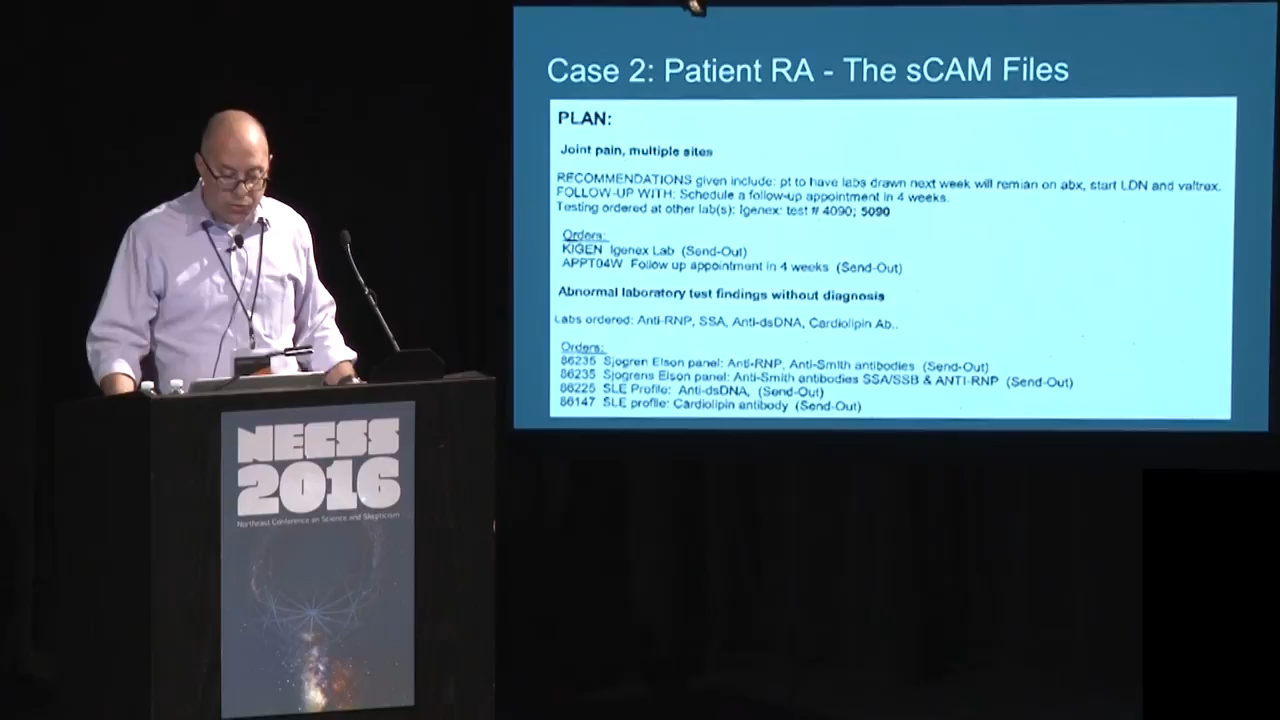 Case 2: Patient RA - The sCAM Files
PLAN:
Joint pain, multiple sites
RECOMMENDATIONS given include: pt to have labs drawn next week will remian on abx, start LDN and valtrex.
FOLLOW-UP WITH: Schedule a follow-up appointment in 4 weeks.
Testing ordered at other lab(s): Igenex: test # 4090; 5090
Orders:
KIGEN Igenex Lab (Send-Out)
APPT04W Follow up appointment in 4 weeks (Send-Out)
Abnormal laboratory test findings without diagnosis
Labs ordered: Anti-RNP, SSA, Anti-dsDNA, Cardiolipin Ab..
Orders:
86235 Sjogren Elson panel: Anti-RNP, Anti-Smith antibodies (Send-Out)
86235 Sjogrens Elson panel: Anti-Smith antibodies SSA/SSB & ANTI-RNP (Send-Out)
86225 SLE Profile: Anti-dsDNA, (Send-Out)
86147 SLE profile: Cardiolipin antibody (Send-Out)
NECSS
2016
Northeast Conference on Science and Skepticism